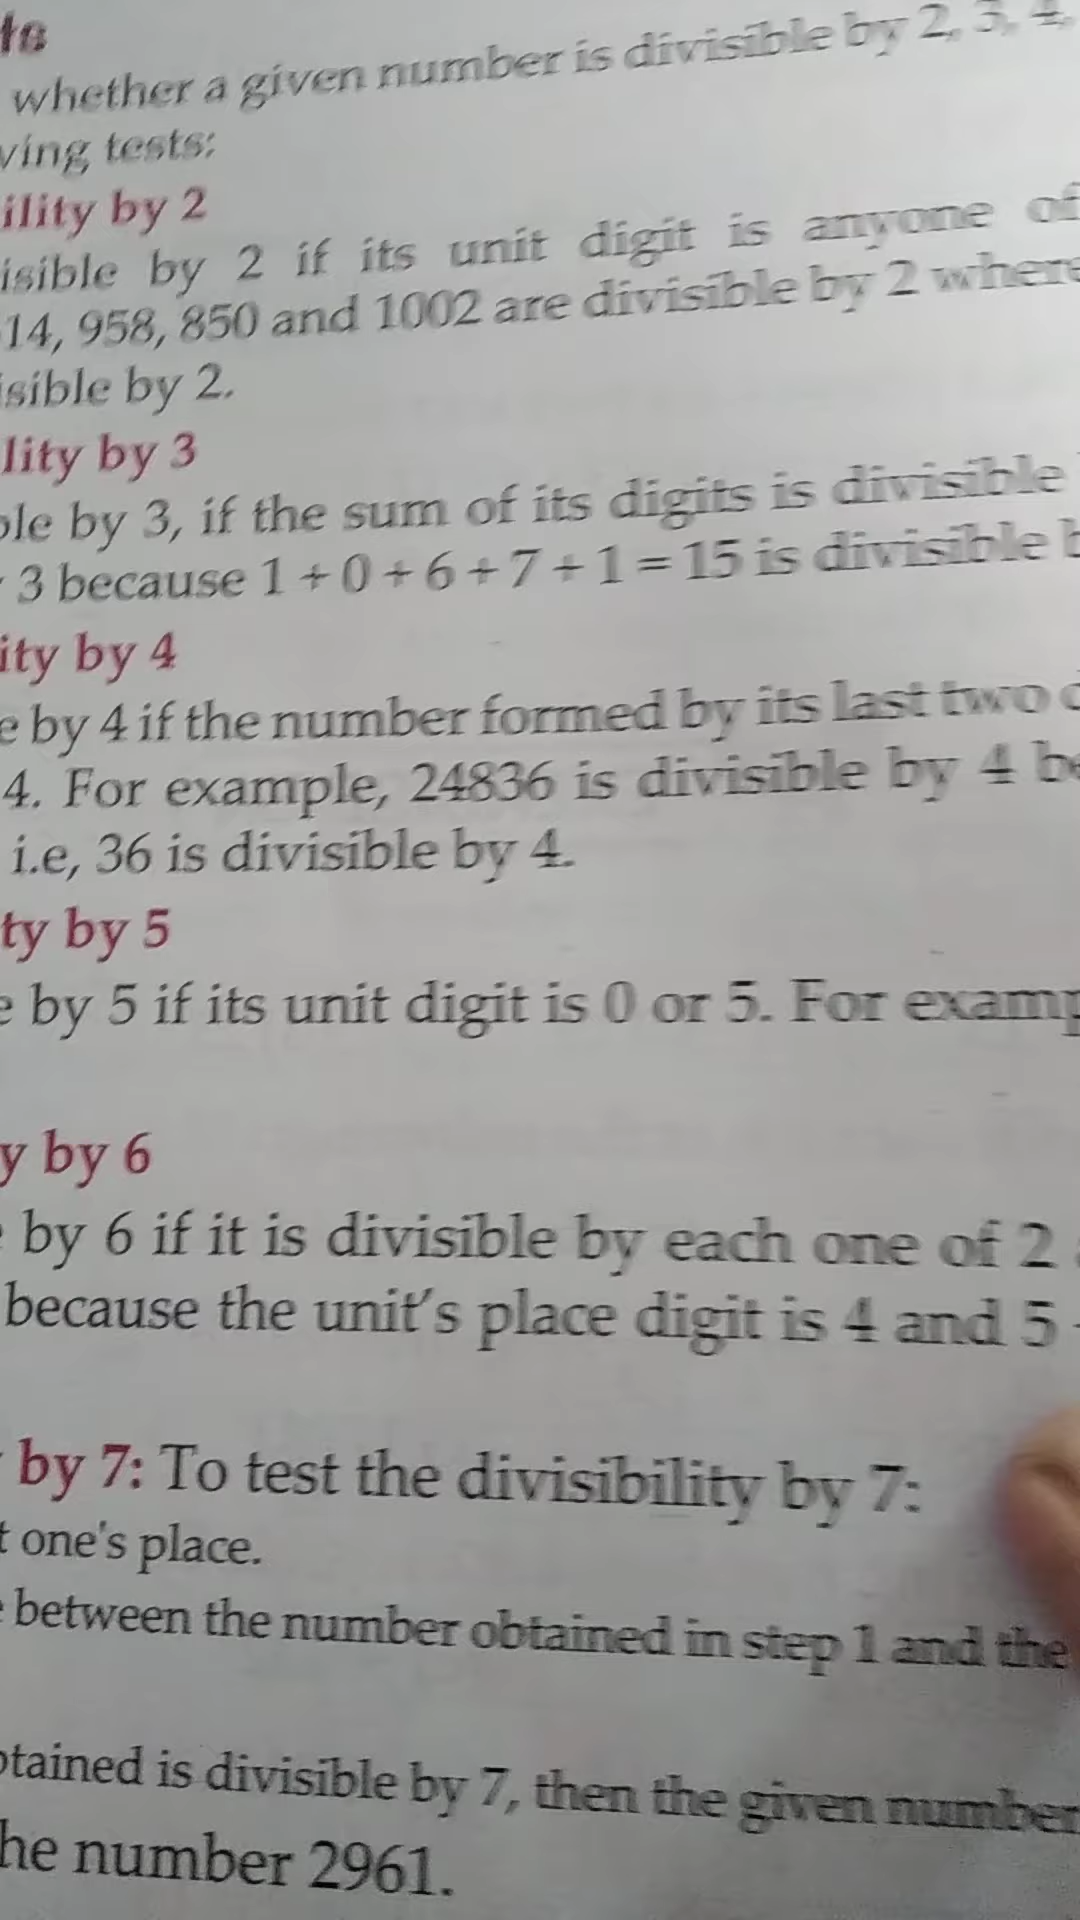 whether a given number is divisible by 2, 3, 4,
ving tests:
ility by 2
isible by 2 if its unit digit is anyone of
14, 958, 850 and 1002 are divisible by 2 where
isible by 2.
lity by 3
ole by 3, if the sum of its digits is divisible
3 because 1 + 0 + 6 + 7 + 1 = 15 is divisible b
ity by 4
e by 4 if the number formed by its last two d
4. For example, 24836 is divisible by 4 be
i.e, 36 is divisible by 4.
ty by 5
e by 5 if its unit digit is 0 or 5. For examp
y by 6
by 6 if it is divisible by each one of 2
because the unit's place digit is 4 and 5
by 7: To test the divisibility by 7:
t one's place.
e between the number obtained in step 1 and the
otained is divisible by 7, then the given number
he number 2961.